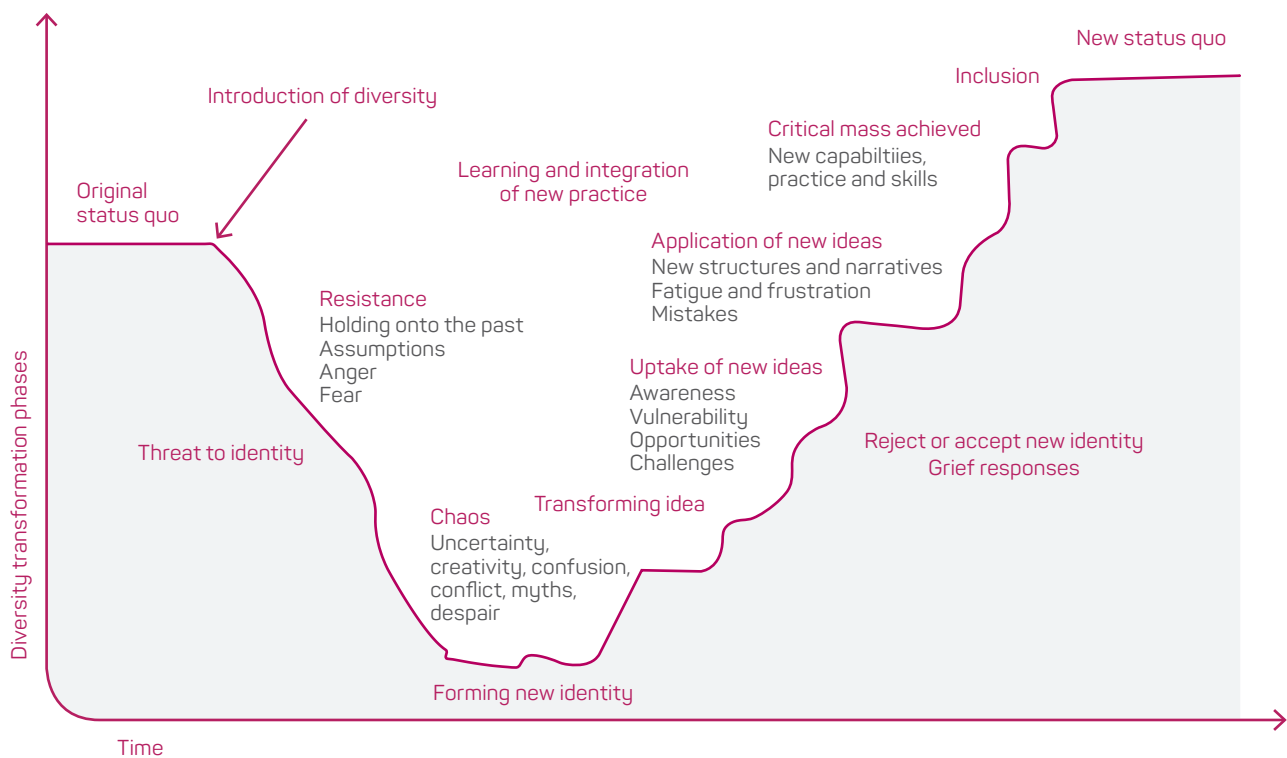 New status quo
Inclusion
Introduction of diversity
Critical mass achieved
New capabiltiies,
practice and skills
Learning and integration
of new practice
Original
status quo
Application of new ideas
New structures and narratives
Fatigue and frustration
Mistakes
Resistance
Holding onto the past
Assumptions
Anger
Fear
Uptake of new ideas
Awareness
Vulnerability
Opportunities
Challenges
Threat to identity
Reject or accept new identity
Grief responses
Transforming idea
Chaos
Uncertainty,
creativity, confusion,
conflict, myths,
despair
Forming new identity
Diversity transformation phases
Time